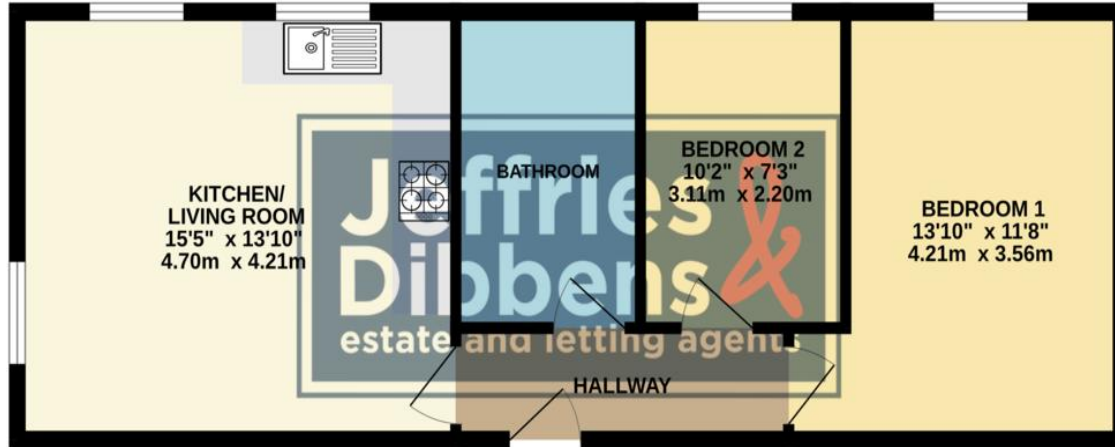 KITCHEN/
LIVING ROOM
15'5" x 13'10"
4.70m x 4.21m
BATHROOM
BEDROOM 2
10'2" x 7'3"
3.11m x 2.20m
BEDROOM 1
13'10" x 11'8"
4.21m x 3.56m
Jeffries &
Dibbens
estate and letting agents
HALLWAY